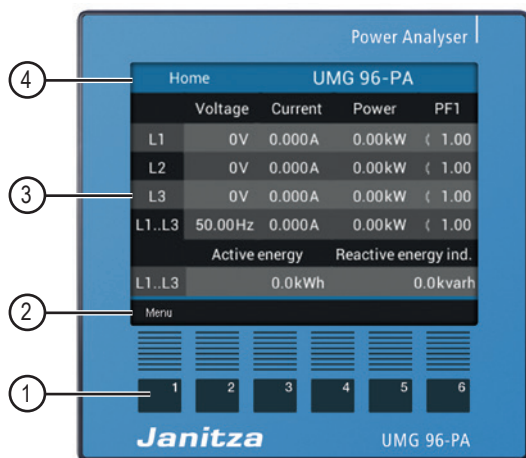 Power Analyser
4
Home UMG 96-PA
Voltage Current Power PF1
L1 0V 0.000A 0.00kW ( 1.00
L2 0V 0.000A 0.00kW ( 1.00
3
L3 0V 0.000A 0.00kW ( 1.00
L1..L3 50.00Hz 0.000A 0.00kW ( 1.00
Active energy Reactive energy ind.
L1..L3 0.0kWh 0.0kvarh
2
Menu
1
1 2 3 4 5 6
Janitza UMG 96-PA